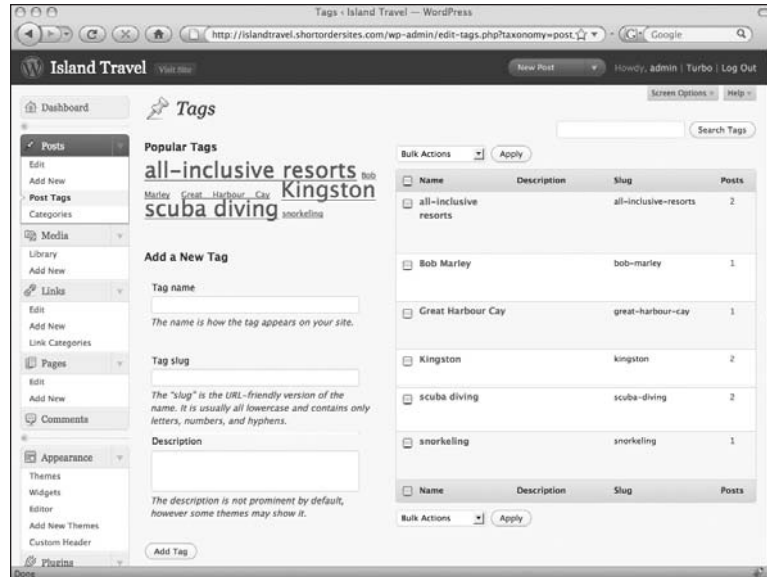 Tags ‹ Island Travel — WordPress
http://islandtravel.shortordersites.com/wp-admin/edit-tags.php?taxonomy=post_
Google
Island Travel
Visit Site
New Post
Howdy, admin | Turbo | Log Out
Screen Options
Help
Dashboard
Posts
Edit
Add New
Post Tags
Categories
Media
Library
Add New
Links
Edit
Add New
Link Categories
Pages
Edit
Add New
Comments
Appearance
Themes
Widgets
Editor
Add New Themes
Custom Header
Plugins
Tags
Popular Tags
all-inclusive resorts Bob
Marley Great Harbour Cay Kingston
scuba diving snorkeling
Add a New Tag
Tag name
The name is how the tag appears on your site.
Tag slug
The "slug" is the URL-friendly version of the
name. It is usually all lowercase and contains only
letters, numbers, and hyphens.
Description
The description is not prominent by default,
however some themes may show it.
Add Tag
Search Tags
Bulk Actions
Apply
Name Description Slug Posts
all-inclusive all-inclusive-resorts 2
resorts
Bob Marley bob-marley 1
Great Harbour Cay great-harbour-cay 1
Kingston kingston 2
scuba diving scuba-diving 2
snorkeling snorkeling 1
Name Description Slug Posts
Bulk Actions
Apply
Done